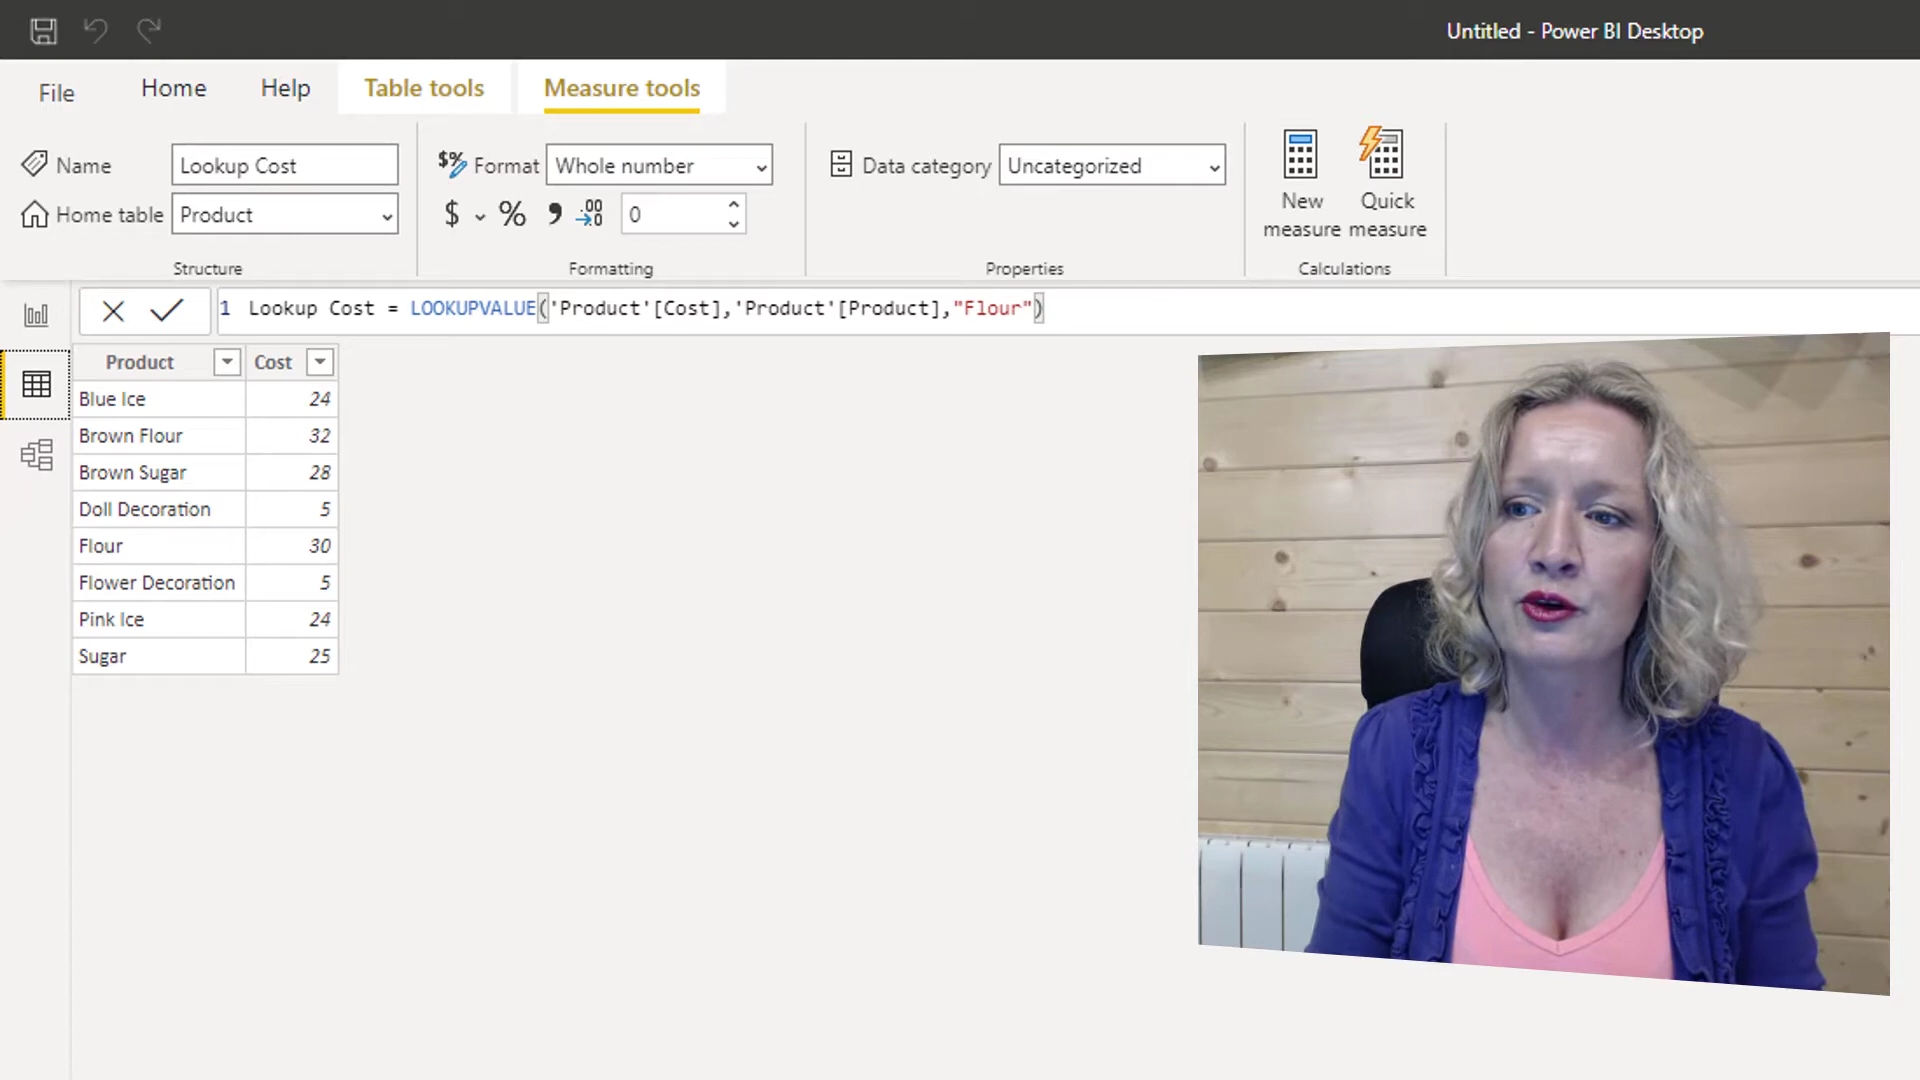 Untitled - Power BI Desktop
File Home Help Table tools Measure tools
Name Lookup Cost
Home table Product
Structure
$% Format Whole number
$ % , .00 .0 0
Formatting
Data category Uncategorized
Properties
New measure
Quick measure
Calculations
1 Lookup Cost = LOOKUPVALUE('Product'[Cost],'Product'[Product],"Flour")
Product Cost
Blue Ice 24
Brown Flour 32
Brown Sugar 28
Doll Decoration 5
Flour 30
Flower Decoration 5
Pink Ice 24
Sugar 25